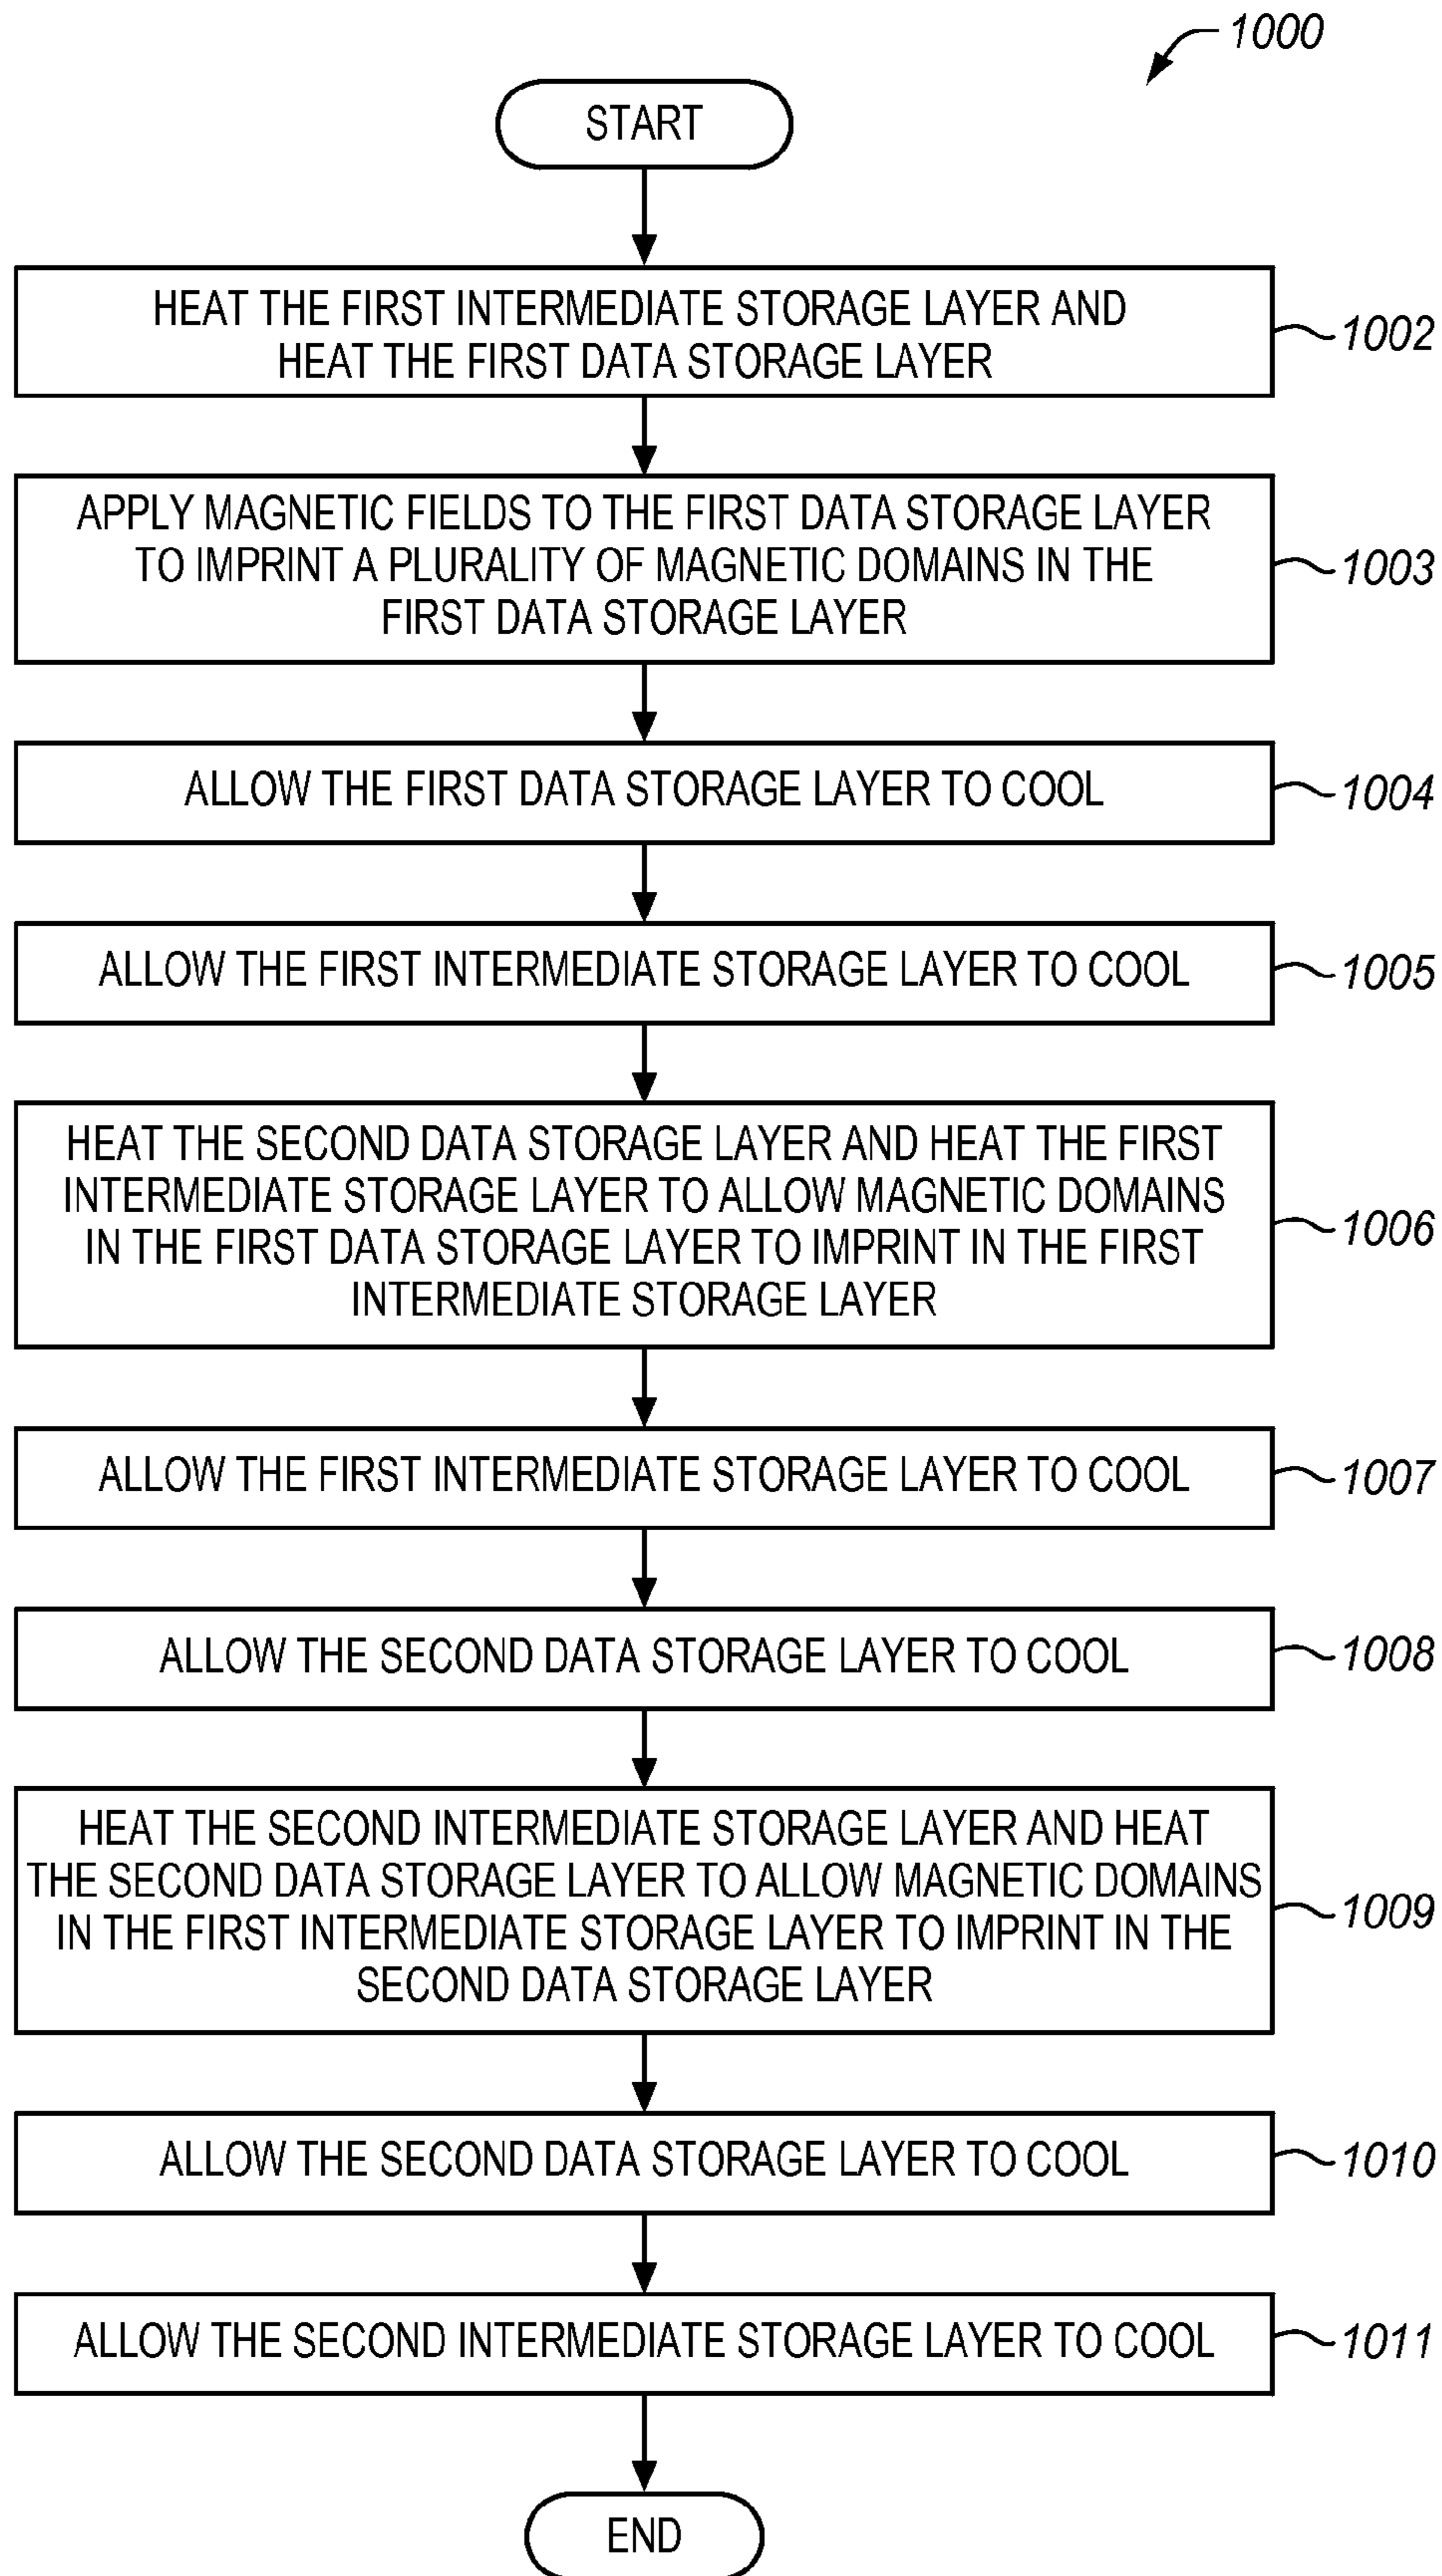 1000
START
HEAT THE FIRST INTERMEDIATE STORAGE LAYER AND
HEAT THE FIRST DATA STORAGE LAYER
1002
APPLY MAGNETIC FIELDS TO THE FIRST DATA STORAGE LAYER
TO IMPRINT A PLURALITY OF MAGNETIC DOMAINS IN THE
FIRST DATA STORAGE LAYER
1003
ALLOW THE FIRST DATA STORAGE LAYER TO COOL
1004
ALLOW THE FIRST INTERMEDIATE STORAGE LAYER TO COOL
1005
HEAT THE SECOND DATA STORAGE LAYER AND HEAT THE FIRST
INTERMEDIATE STORAGE LAYER TO ALLOW MAGNETIC DOMAINS
IN THE FIRST DATA STORAGE LAYER TO IMPRINT IN THE FIRST
INTERMEDIATE STORAGE LAYER
1006
ALLOW THE FIRST INTERMEDIATE STORAGE LAYER TO COOL
1007
ALLOW THE SECOND DATA STORAGE LAYER TO COOL
1008
HEAT THE SECOND INTERMEDIATE STORAGE LAYER AND HEAT
THE SECOND DATA STORAGE LAYER TO ALLOW MAGNETIC DOMAINS
IN THE FIRST INTERMEDIATE STORAGE LAYER TO IMPRINT IN THE
SECOND DATA STORAGE LAYER
1009
ALLOW THE SECOND DATA STORAGE LAYER TO COOL
1010
ALLOW THE SECOND INTERMEDIATE STORAGE LAYER TO COOL
1011
END